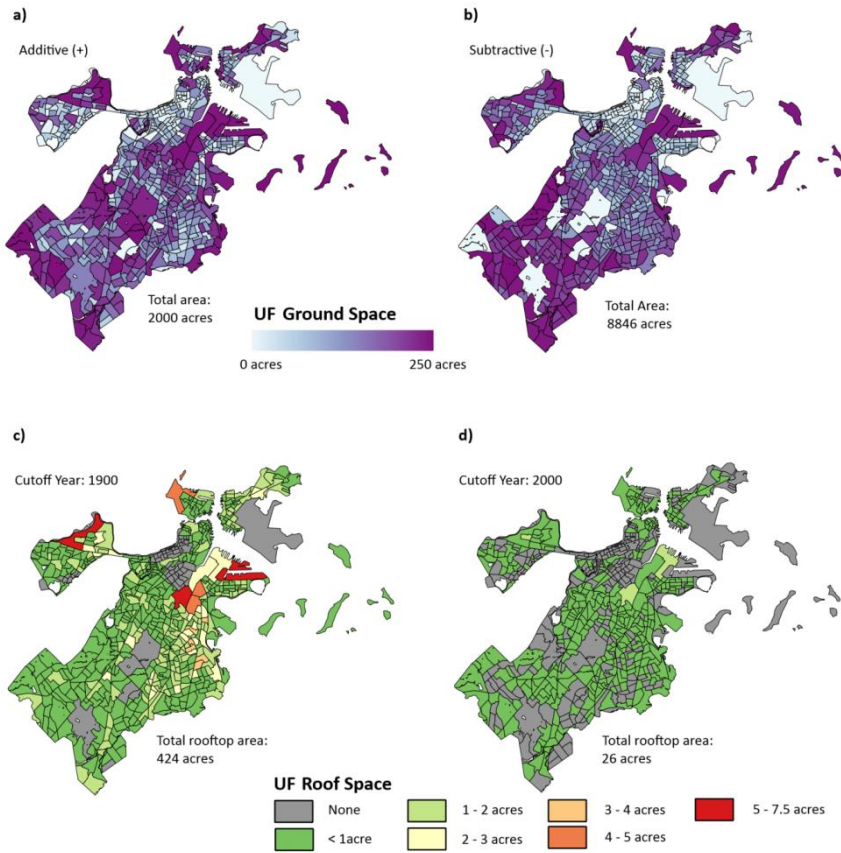 a)
Additive (+)
Total area:
2000 acres
b)
Subtractive (-)
Total Area:
8846 acres
UF Ground Space
0 acres
250 acres
c)
Cutoff Year: 1900
Total rooftop area:
424 acres
d)
Cutoff Year: 2000
Total rooftop area:
26 acres
UF Roof Space
None
1 - 2 acres
3 - 4 acres
5 - 7.5 acres
< 1acre
2 - 3 acres
4 - 5 acres